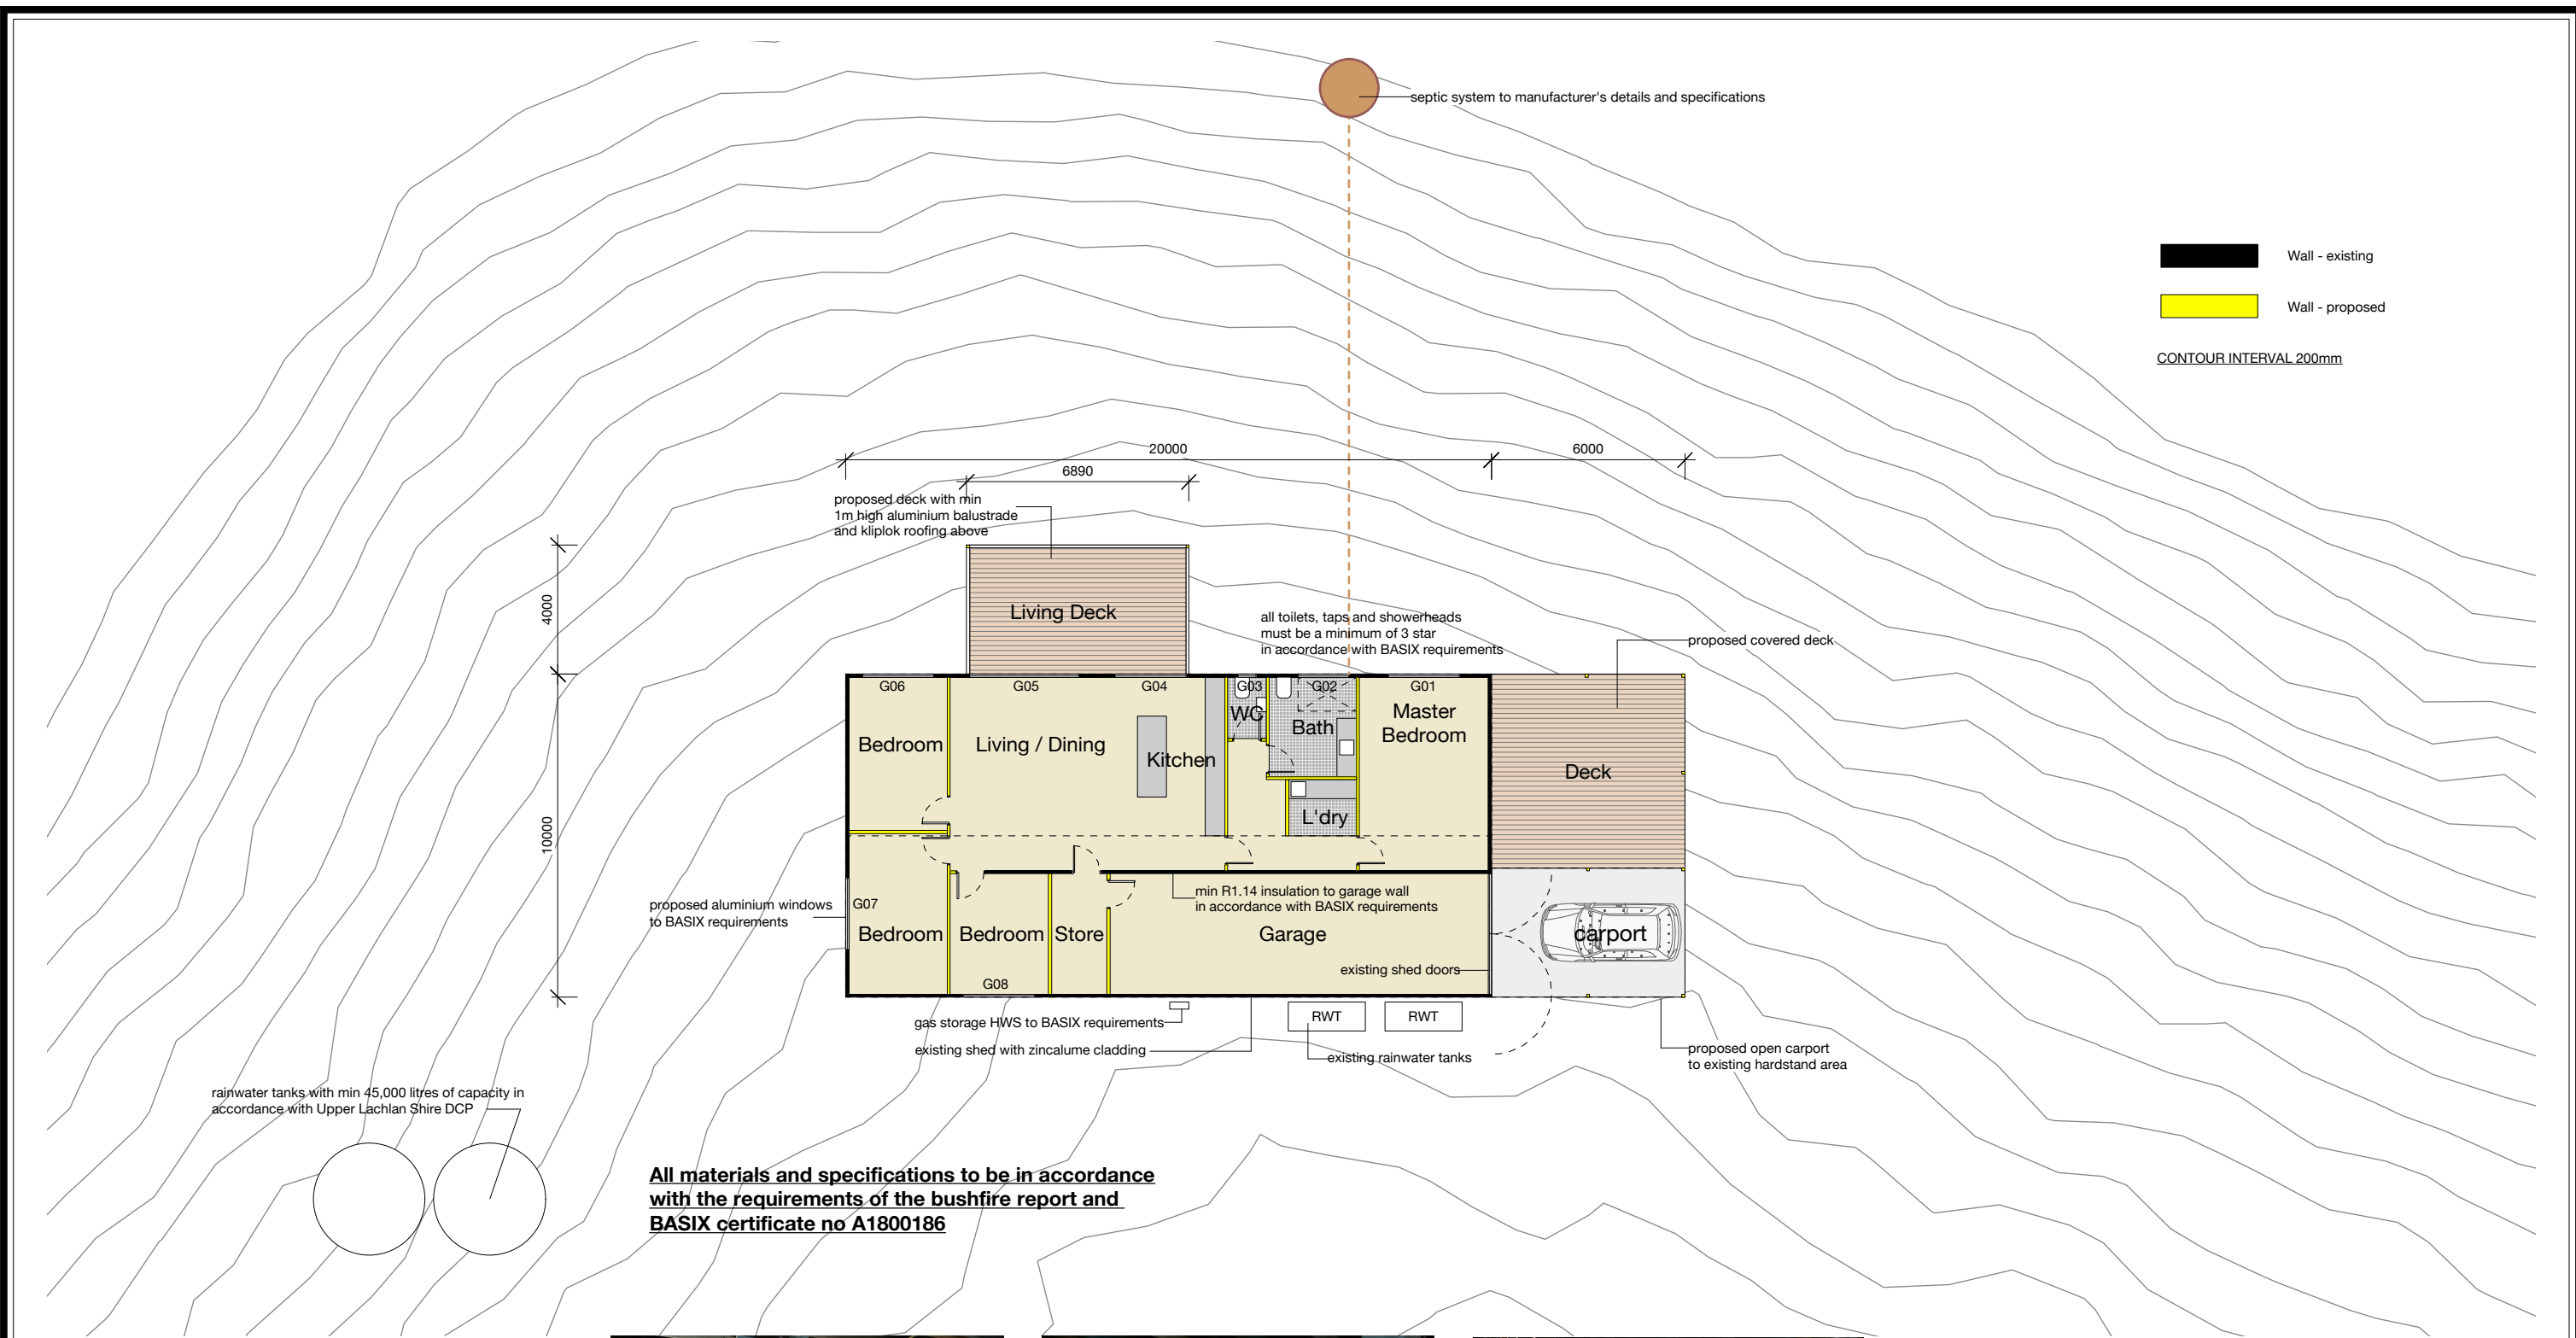 septic system to manufacturer's details and specifications
Wall - existing
Wall - proposed
CONTOUR INTERVAL 200mm
20000
6000
6890
proposed deck with min
1m high aluminium balustrade
and kliplok roofing above
4000
Living Deck
all toilets, taps and showerheads
must be a minimum of 3 star
in accordance with BASIX requirements
proposed covered deck
G06
G05
G04
G03
G02
G01
WC
Bath
Master
Bedroom
Bedroom
Living / Dining
Kitchen
Deck
L'dry
10000
min R1.14 insulation to garage wall
in accordance with BASIX requirements
proposed aluminium windows
to BASIX requirements
G07
Bedroom
Bedroom
Store
Garage
carport
existing shed doors
G08
gas storage HWS to BASIX requirements
RWT
RWT
existing shed with zincalume cladding
existing rainwater tanks
proposed open carport
to existing hardstand area
rainwater tanks with min 45,000 litres of capacity in
accordance with Upper Lachlan Shire DCP
All materials and specifications to be in accordance
with the requirements of the bushfire report and
BASIX certificate no A1800186